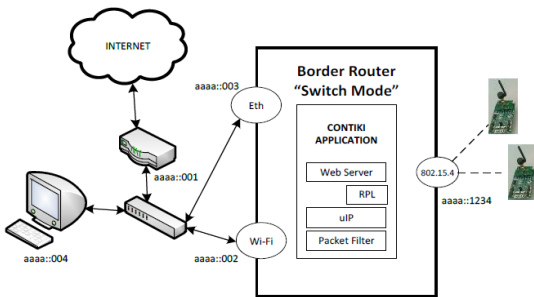 INTERNET
aaaa::003
Eth
Border Router
"Switch Mode"
CONTIKI
APPLICATION
Web Server
RPL
uIP
Packet Filter
802.15.4
aaaa::1234
aaaa::001
aaaa::004
aaaa::002
Wi-Fi